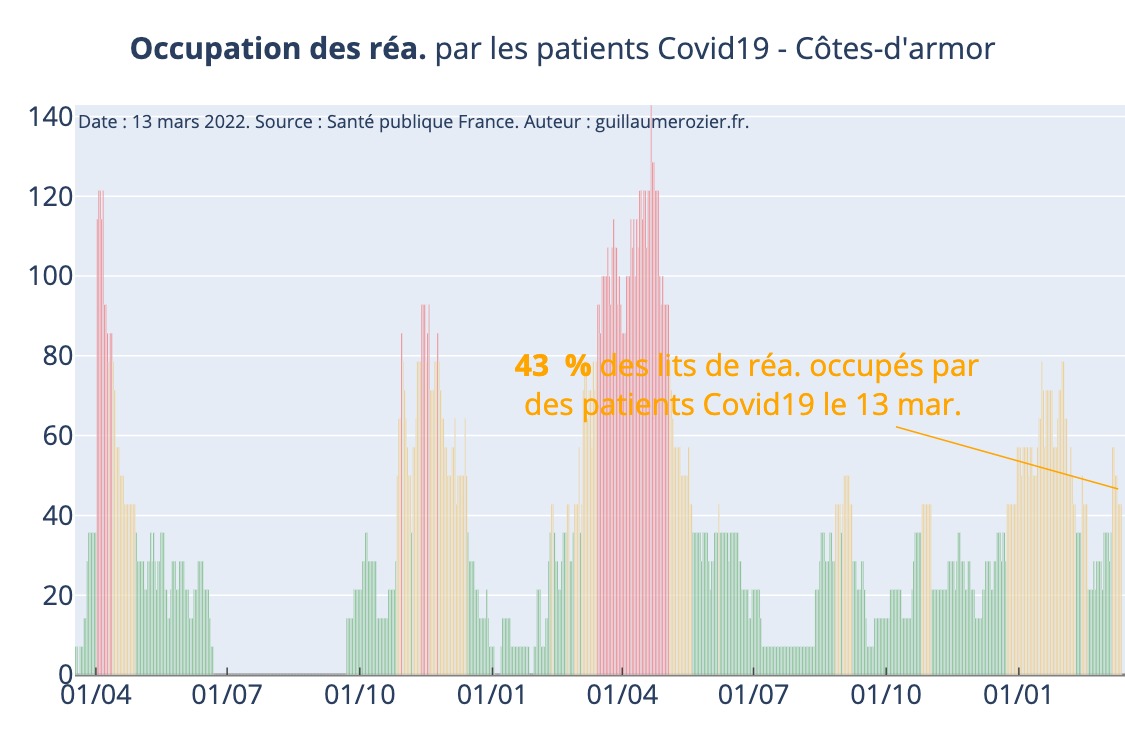 Occupation des réa. par les patients Covid19 - Côtes-d'armor
140
Date : 13 mars 2022. Source : Santé publique France. Auteur : guillaumerozier.fr.
120
100
80
43 % des lits de réa. occupés par
des patients Covid19 le 13 mar.
60
40
20
0
01/04 01/07 01/10 01/01 01/04 01/07 01/10 01/01